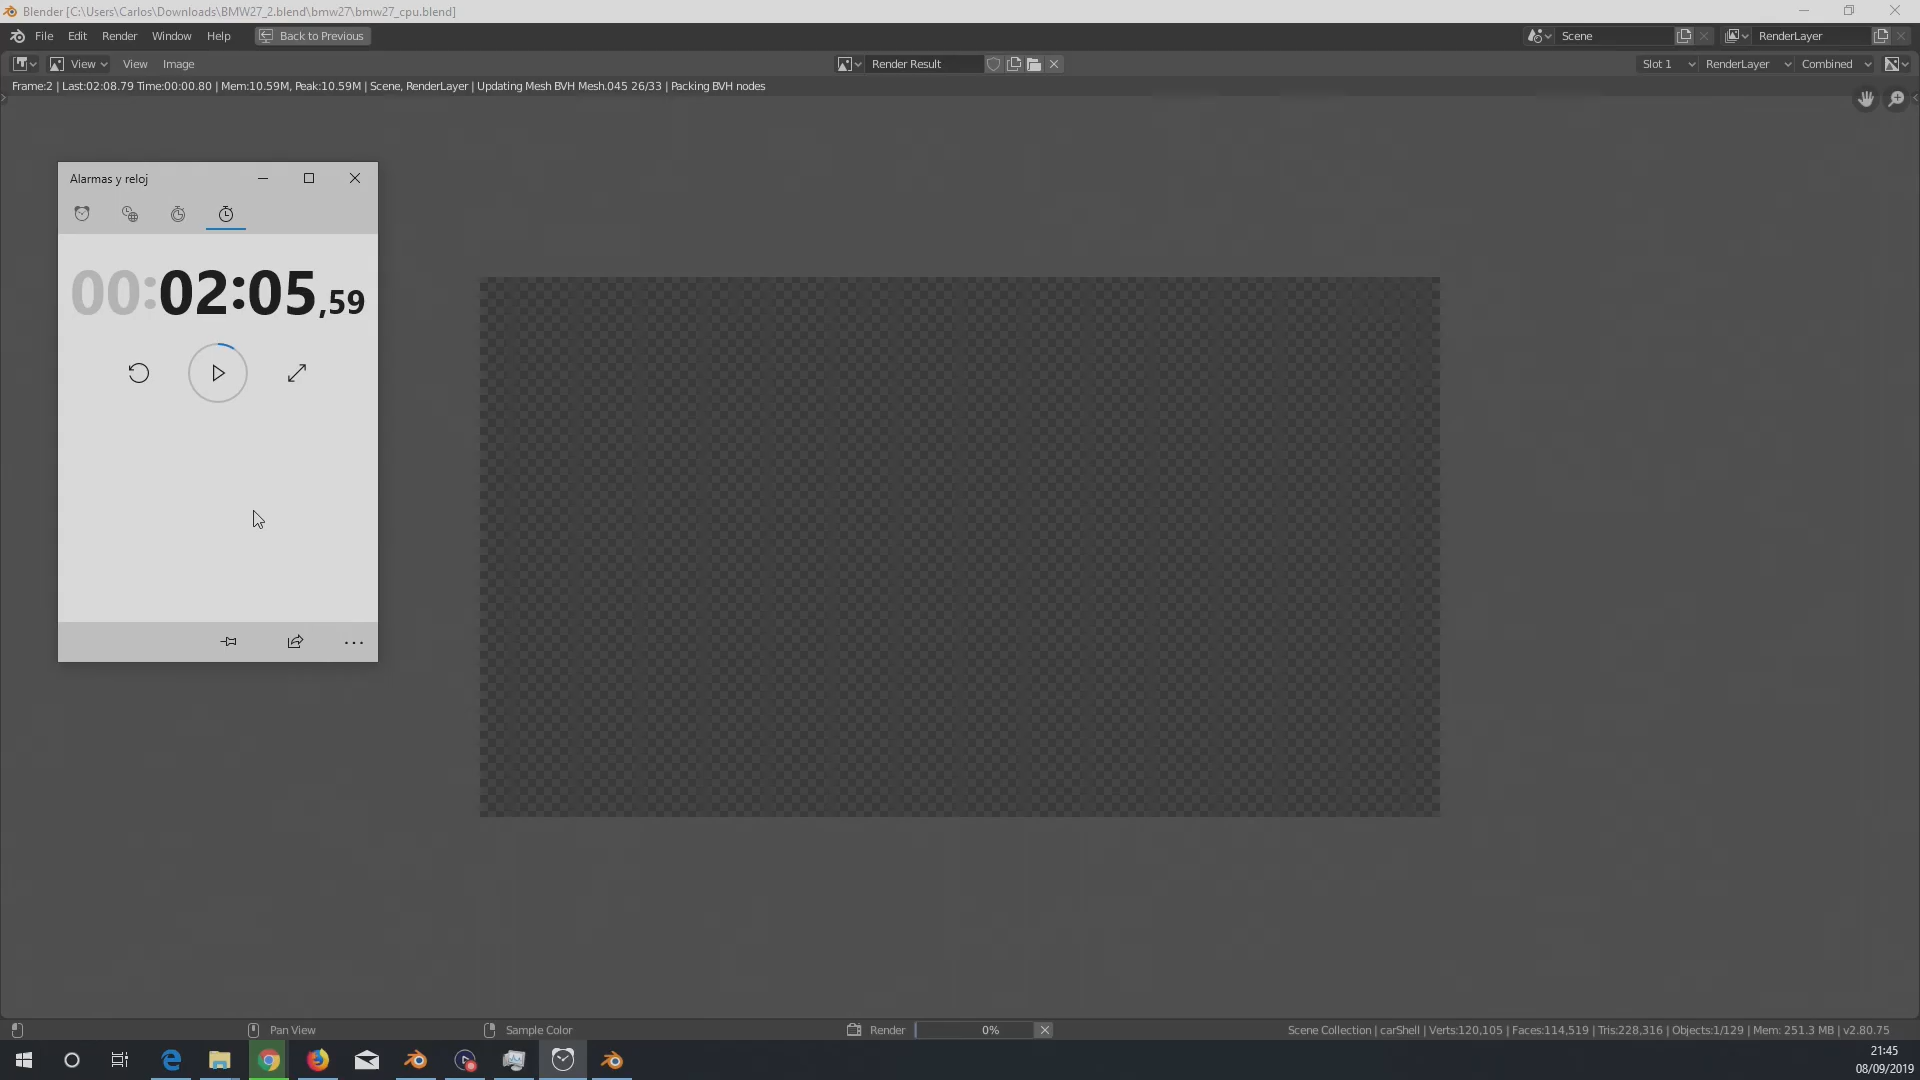 Blender [C:\Users\Carlos\Downloads\BMW27_2.blend\bmw27\bmw27_cpu.blend]
File Edit Render Window Help Back to Previous Scene RenderLayer
View View Image Render Result Slot 1 RenderLayer Combined
Frame:2 | Last:02:08.79 Time:00:00.80 | Mem:10.59M, Peak:10.59M | Scene, RenderLayer | Updating Mesh BVH Mesh.045 26/33 | Packing BVH nodes
Alarmas y reloj
00:02:05,59
Pan View Sample Color Render 0% Scene Collection | carShell | Verts:120,105 | Faces:114,519 | Tris:228,316 | Objects:1/129 | Mem: 251.3 MB | v2.80.75
21:45
08/09/2019